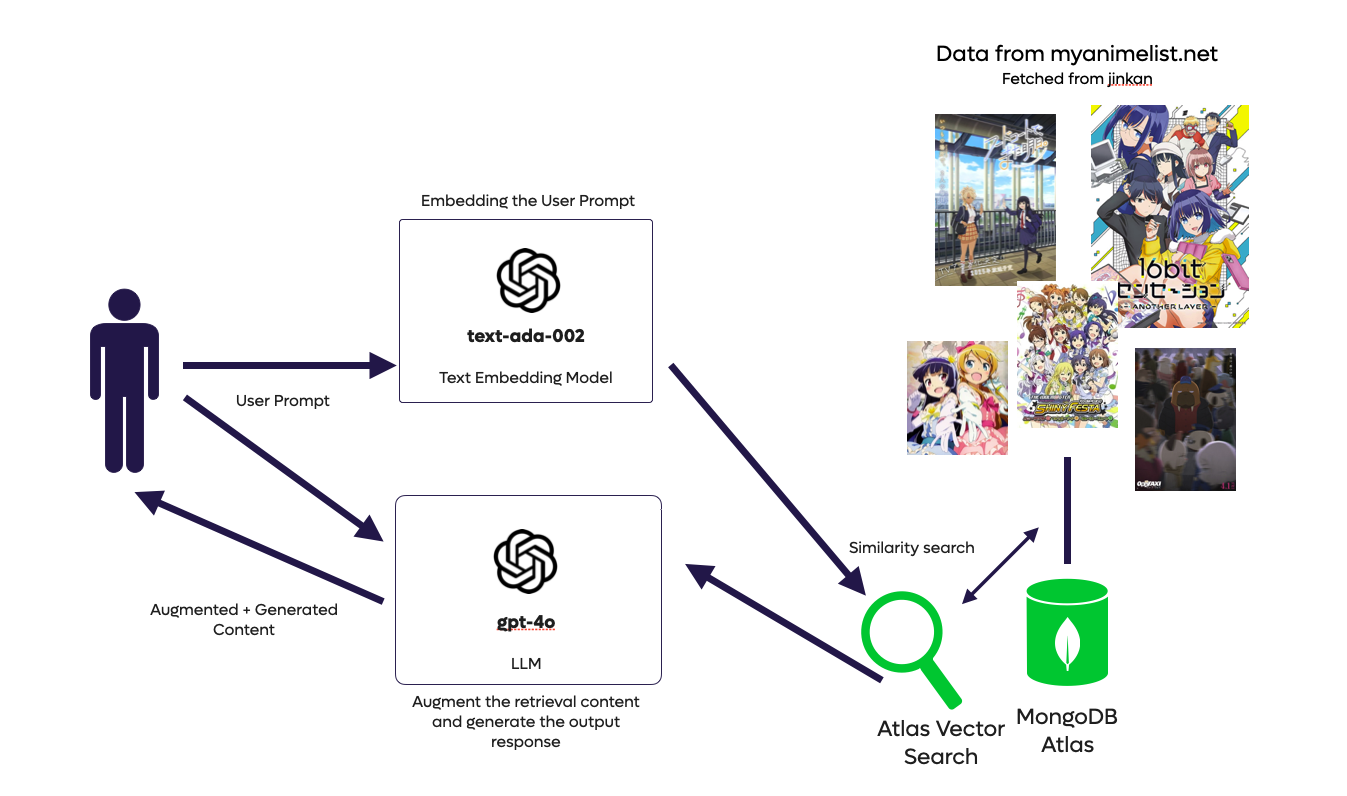 Data from myanimelist.net
Fetched from jinkan
16bit
センセーション
ANOTHER LAYER
Embedding the User Prompt
text-ada-002
Text Embedding Model
User Prompt
SHINY FESTA
ODDTAXI
Similarity search
gpt-4o
LLM
Augmented + Generated
Content
Augment the retrieval content
and generate the output
response
Atlas Vector
Search
MongoDB
Atlas